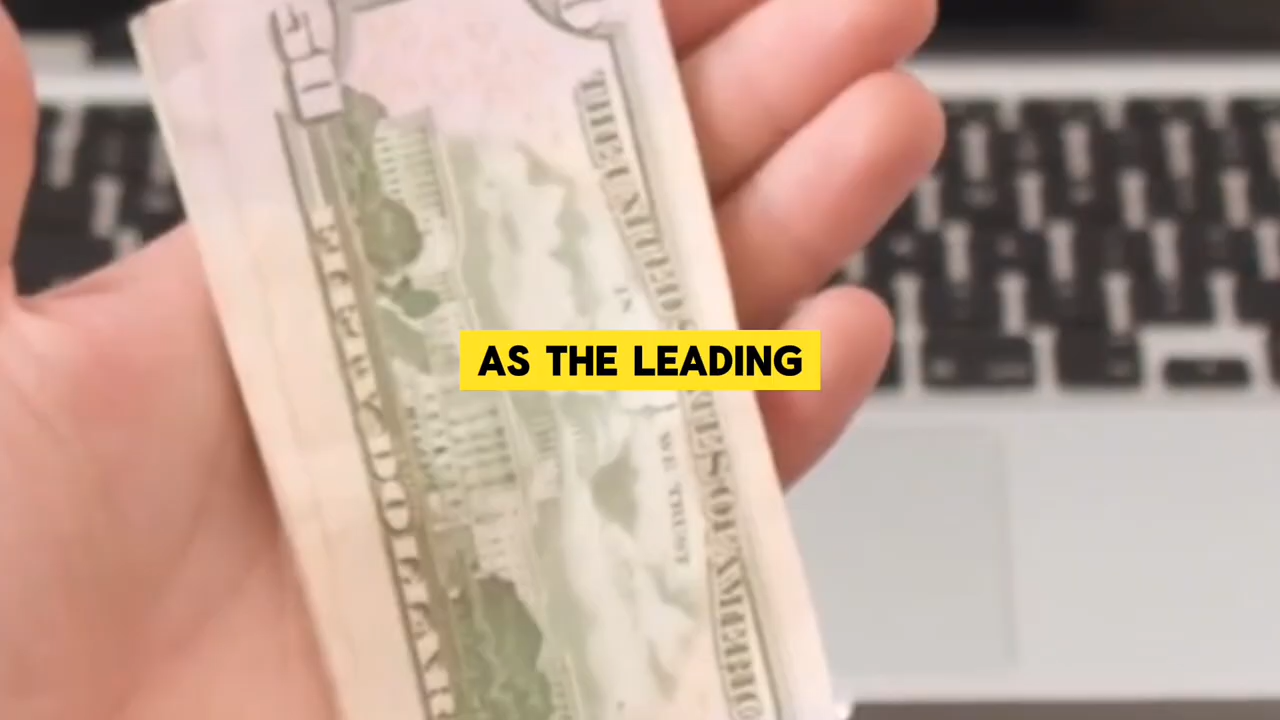 AS THE LEADING
THE UNITED STATES OF AMERICA
IN
WE TRUST
FIFTY DOLLARS